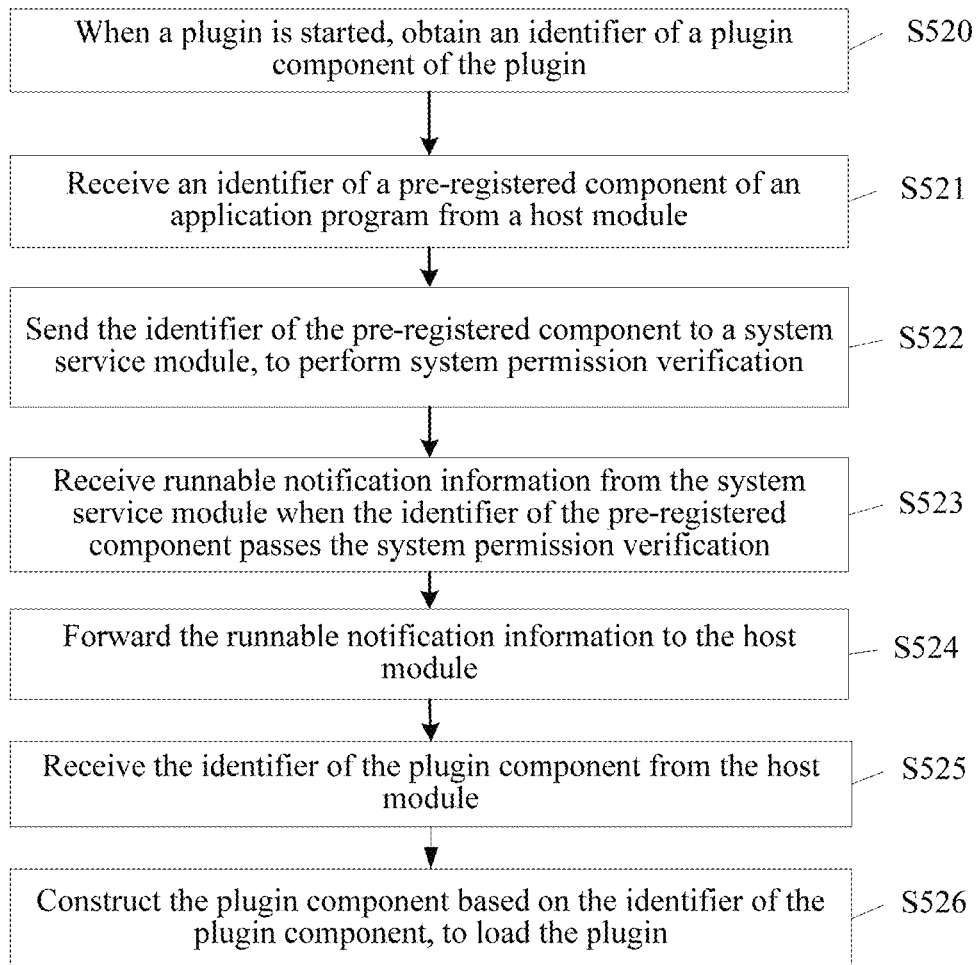 When a plugin is started, obtain an identifier of a plugin
component of the plugin
S520
Receive an identifier of a pre-registered component of an
application program from a host module
S521
Send the identifier of the pre-registered component to a system
service module, to perform system permission verification
S522
Receive runnable notification information from the system
service module when the identifier of the pre-registered
component passes the system permission verification
S523
Forward the runnable notification information to the host
module
S524
Receive the identifier of the plugin component from the host
module
S525
Construct the plugin component based on the identifier of the
plugin component, to load the plugin
S526